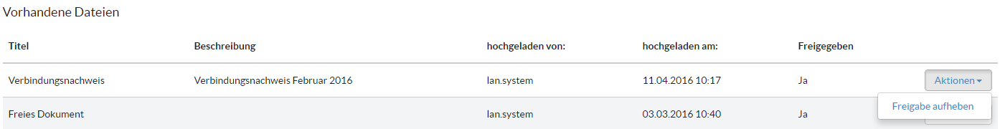 Vorhandene Dateien
Titel Beschreibung hochgeladen von: hochgeladen am: Freigegeben
Verbindungsnachweis Verbindungsnachweis Februar 2016 lan.system 11.04.2016 10:17 Ja Aktionen
Freigabe aufheben
Freies Dokument lan.system 03.03.2016 10:40 Ja